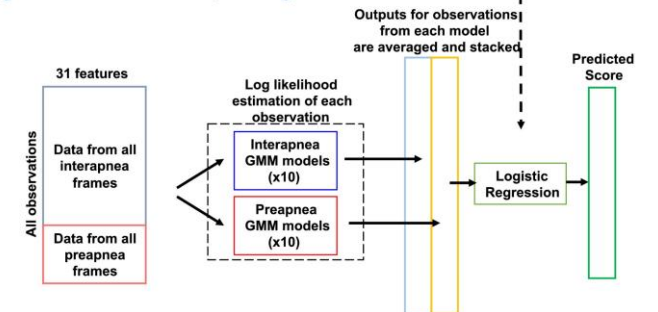 Outputs for observations
from each model
are averaged and stacked
Predicted
Score
31 features
Log likelihood
estimation of each
observation
All observations
Data from all
interapnea
frames
Interapnea
GMM models
(x10)
Logistic
Regression
Preapnea
GMM models
(x10)
Data from all
preapnea
frames